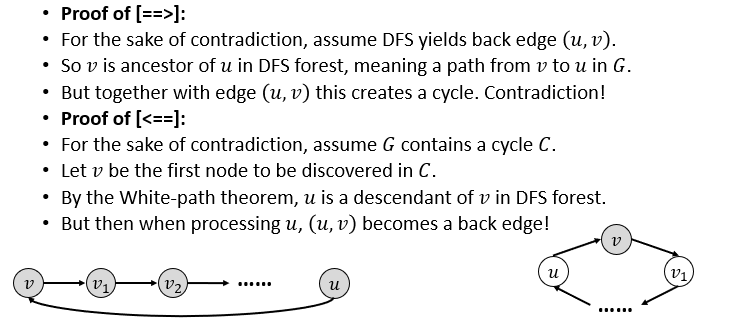 • Proof of [==>]:
• For the sake of contradiction, assume DFS yields back edge (u, v).
• So v is ancestor of u in DFS forest, meaning a path from v to u in G.
• But together with edge (u, v) this creates a cycle. Contradiction!
• Proof of [<==]:
• For the sake of contradiction, assume G contains a cycle C.
• Let v be the first node to be discovered in C.
• By the White-path theorem, u is a descendant of v in DFS forest.
• But then when processing u, (u, v) becomes a back edge!
v v₁ v₂ ...... u
v
u v₁
......